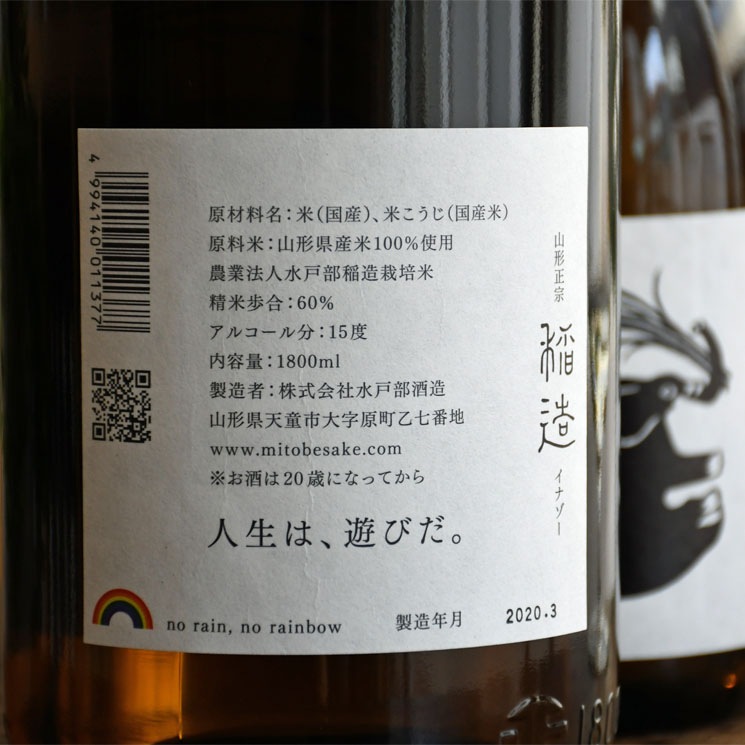 4994140011377
原材料名：米（国産）、米こうじ（国産米）
原料米：山形県産米100％使用
農業法人水戸部稲造栽培米
精米歩合：60％
アルコール分：15度
内容量：1800ml
製造者：株式会社水戸部酒造
山形県天童市大字原町乙七番地
www.mitobesake.com
※お酒は20歳になってから
人生は、遊びだ。
no rain, no rainbow
製造年月 2020.3
山形正宗
稲造
イナゾー